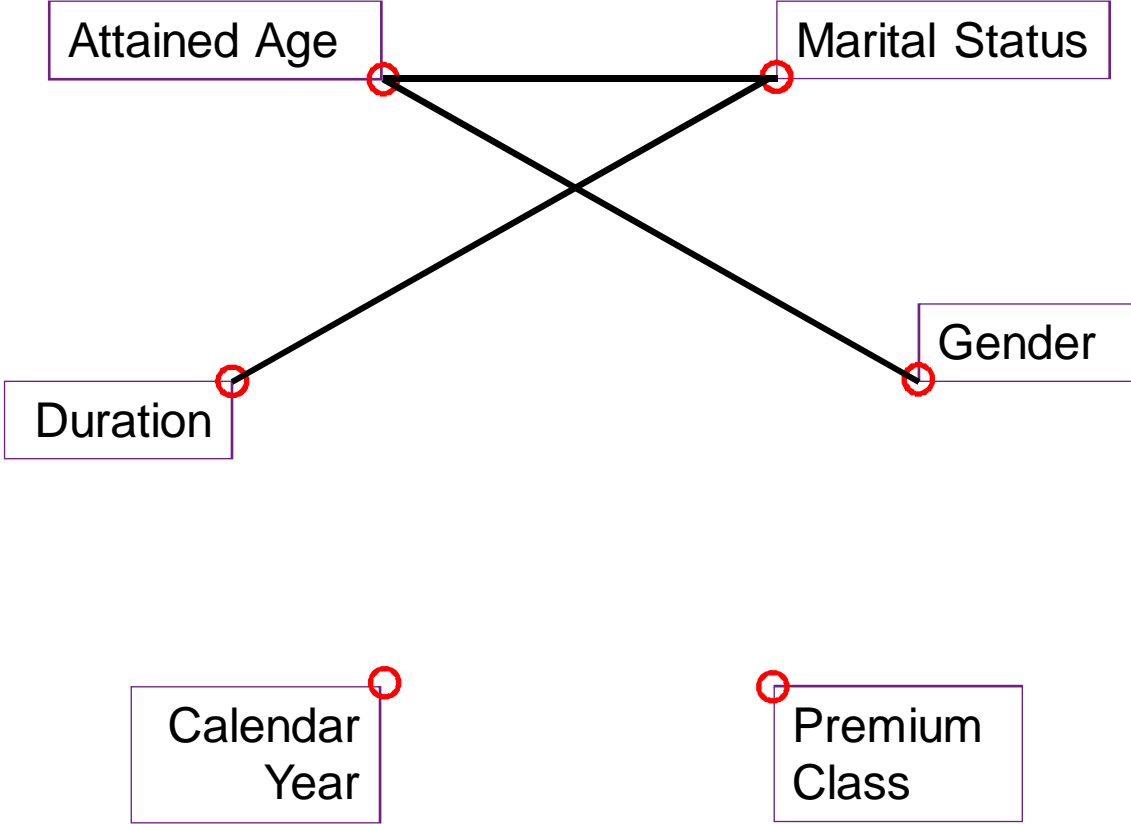 Attained Age
Marital Status
Gender
Duration
Calendar
Year
Premium
Class